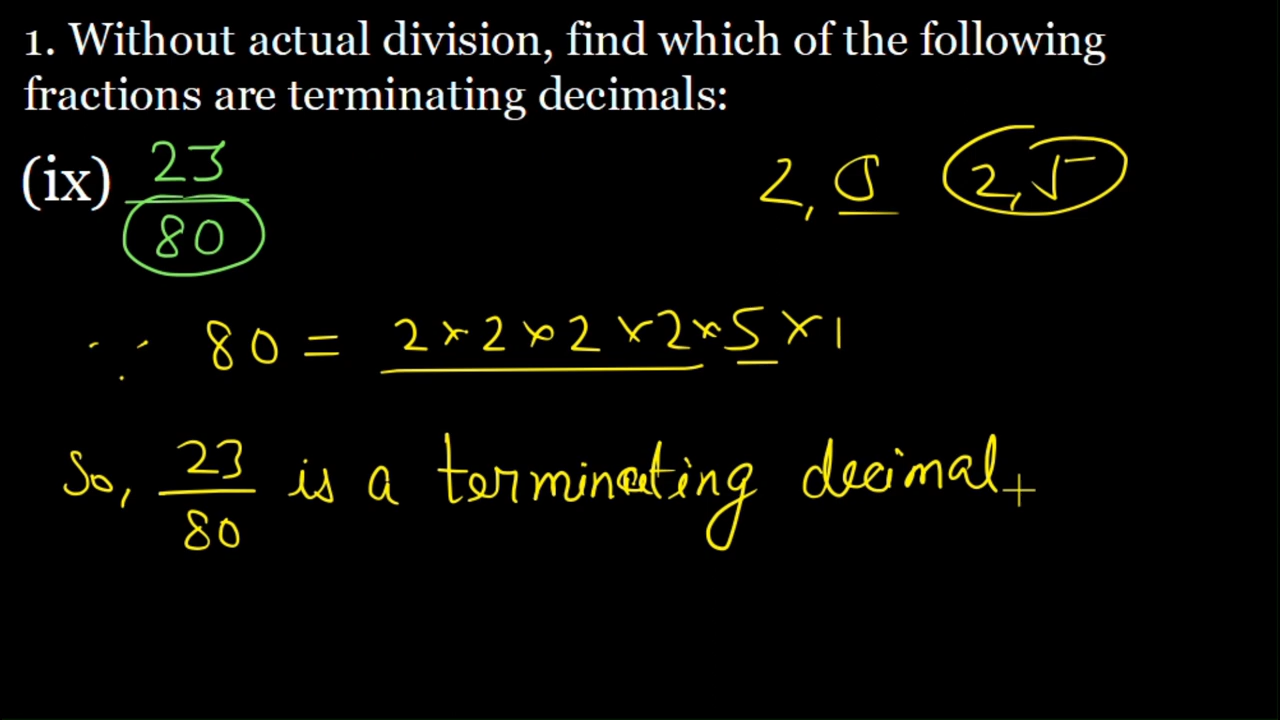 1. Without actual division, find which of the following
fractions are terminating decimals:
(ix) 23/80
2, 5 2, 5
∵ 80 = 2 × 2 × 2 × 2 × 5 × 1
So, 23/80 is a terminating decimal.